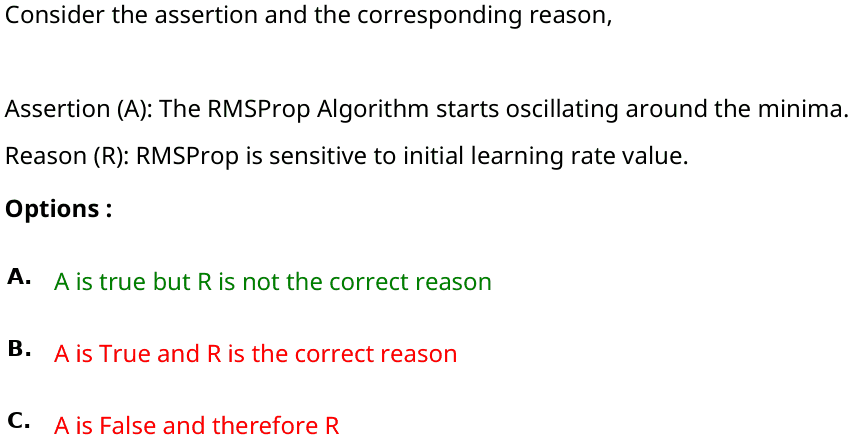 Consider the assertion and the corresponding reason,
Assertion (A): The RMSProp Algorithm starts oscillating around the minima.
Reason (R): RMSProp is sensitive to initial learning rate value.
Options :
A. A is true but R is not the correct reason
B. A is True and R is the correct reason
C. A is False and therefore R